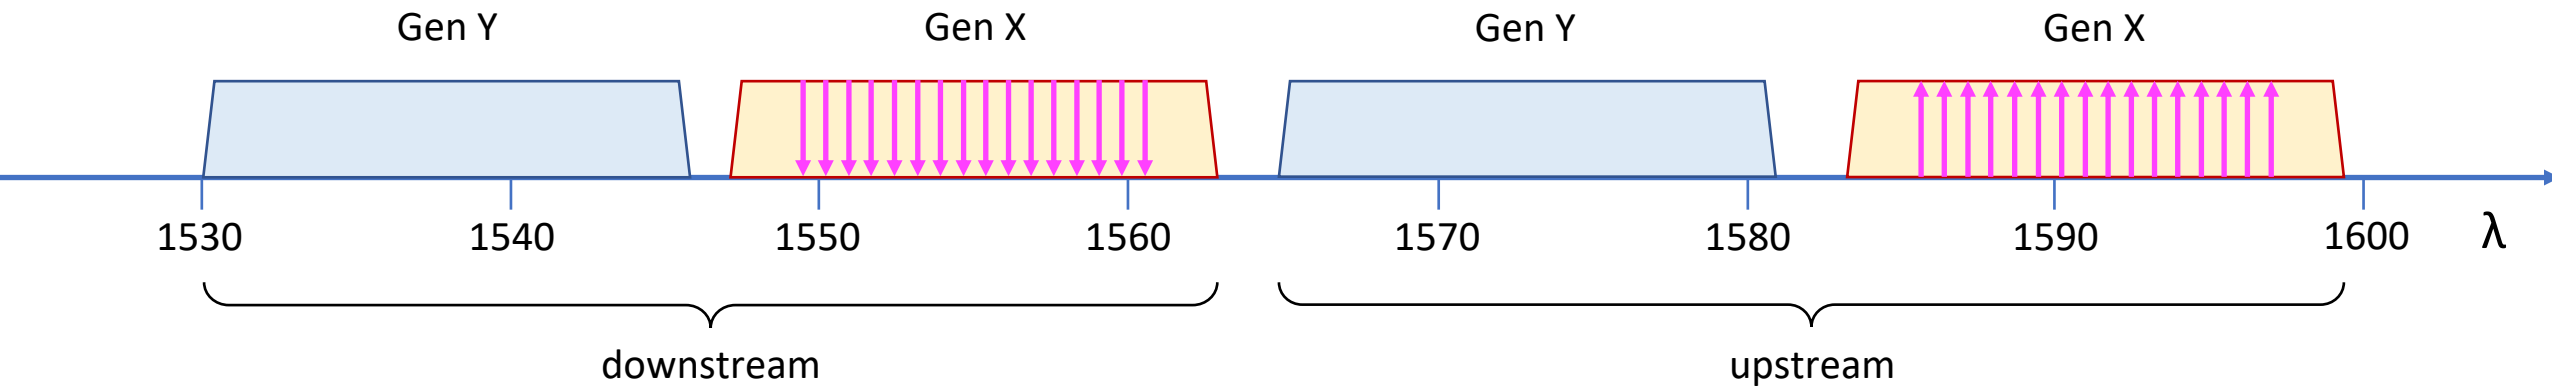 Gen Y
Gen X
Gen Y
Gen X
1530
1540
1550
1560
1570
1580
1590
1600
λ
downstream
upstream